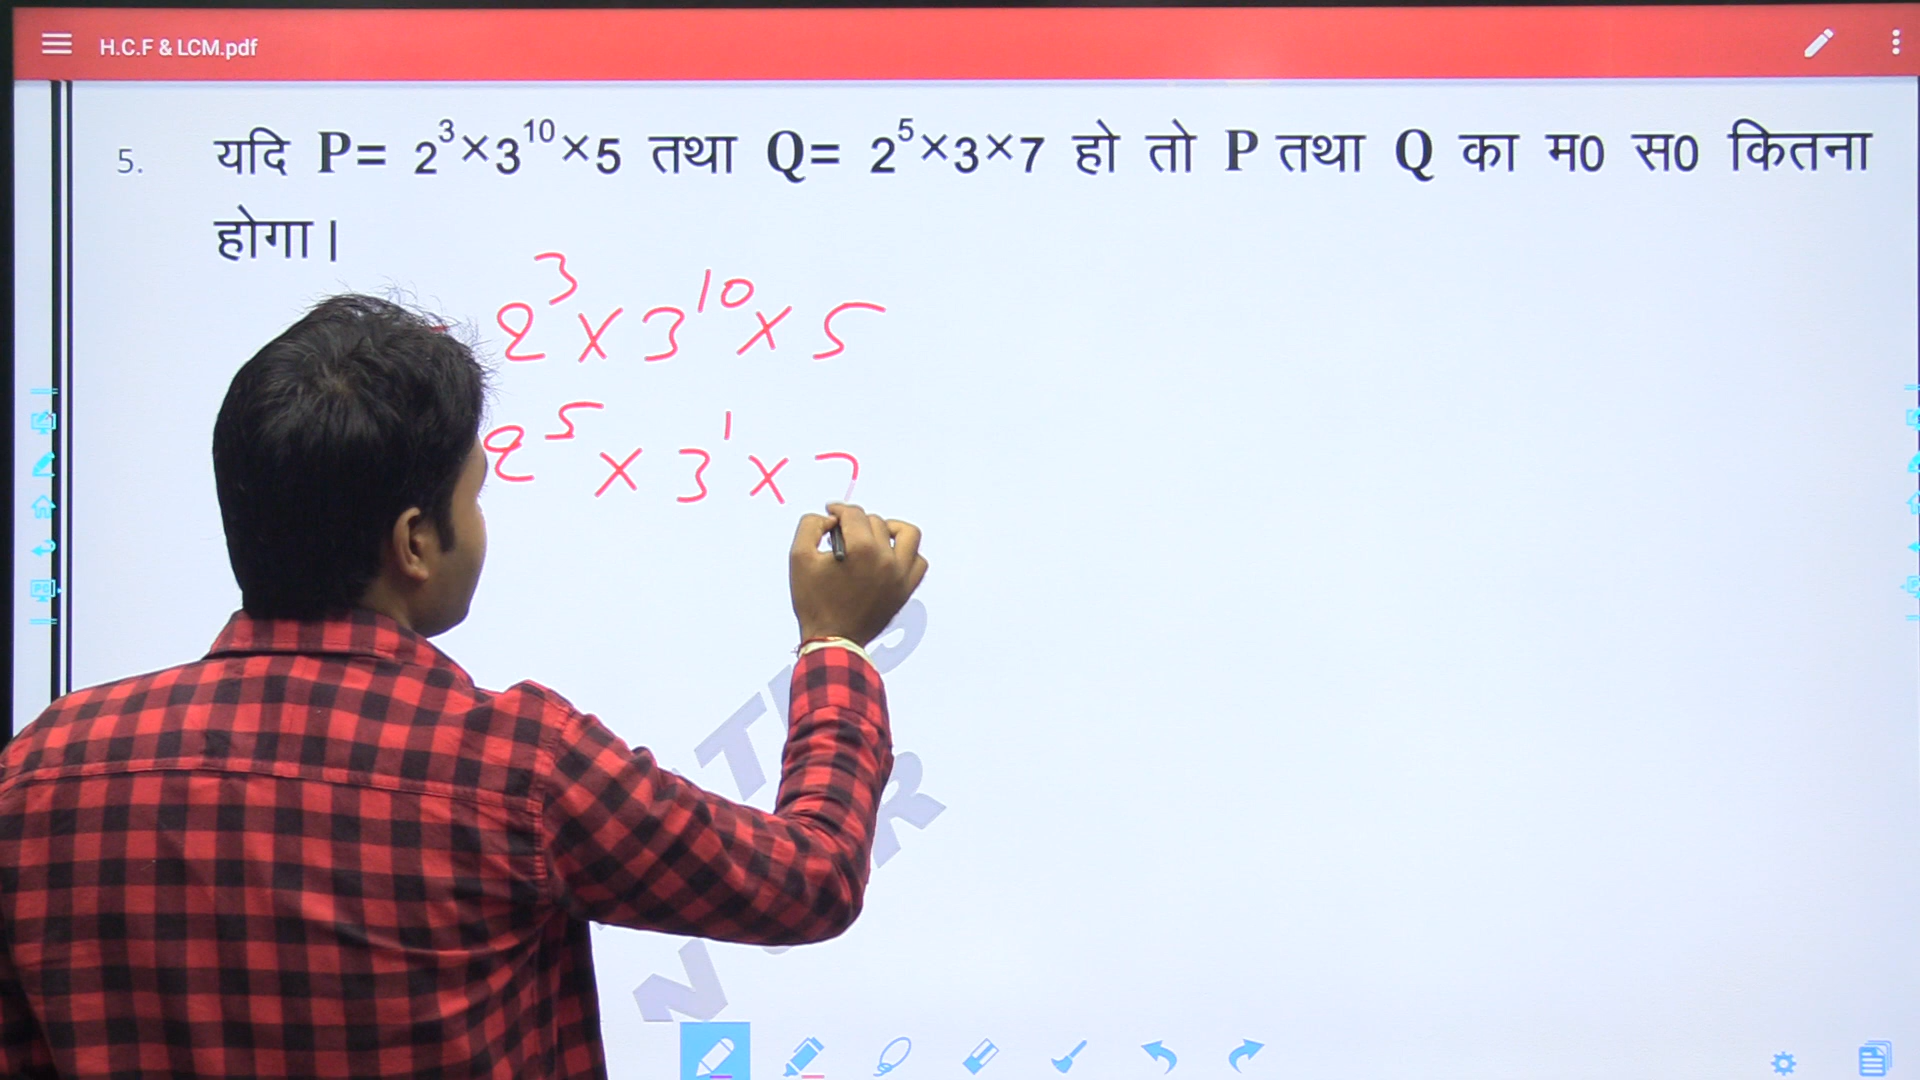 H.C.F & LCM.pdf
5. यदि P= 2³×3¹⁰×5 तथा Q= 2⁵×3×7 हो तो P तथा Q का म0 स0 कितना
होगा।
2³×3¹⁰×5
2⁵×3¹×7